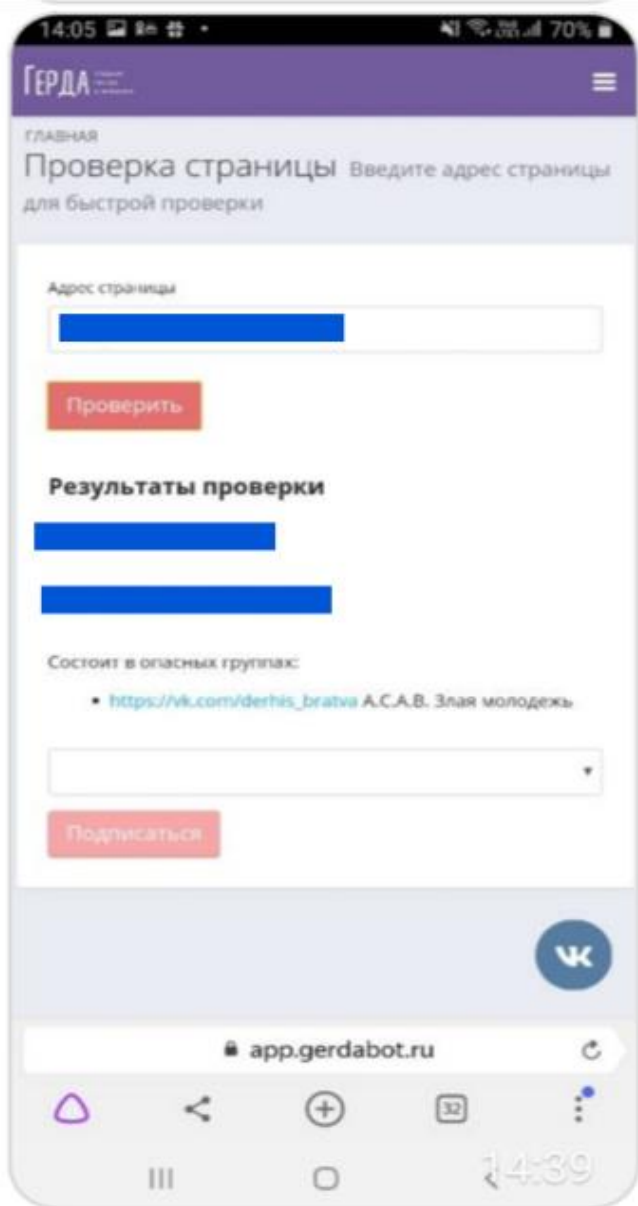 14:05
70%
ГЕРДА
ГЛАВНАЯ
Проверка страницы Введите адрес страницы
для быстрой проверки
Адрес страницы
Проверить
Результаты проверки
Состоит в опасных группах:
• https://vk.com/derhis_bratva A.C.A.B. Злая молодежь
Подписаться
app.gerdabot.ru
32
14:39